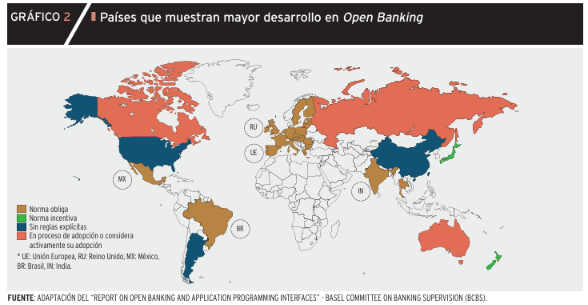 GRÁFICO 2
Países que muestran mayor desarrollo en Open Banking
RU
UE
MX
IN
BR
Norma obliga
Norma incentiva
Sin reglas explícitas
En proceso de adopción o considera
activamente su adopción
* UE: Unión Europea, RU: Reino Unido, MX: México,
BR: Brasil, IN: India.
FUENTE: ADAPTACIÓN DEL "REPORT ON OPEN BANKING AND APPLICATION PROGRAMMING INTERFACES" - BASEL COMMITTEE ON BANKING SUPERVISION (BCBS).